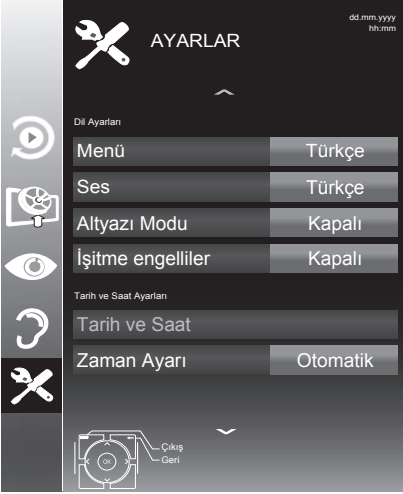 AYARLAR
dd.mm.yyyy
hh:mm
Dil Ayarları
Menü Türkçe
Ses Türkçe
Altyazı Modu Kapalı
İşitme engelliler Kapalı
Tarih ve Saat Ayarları
Tarih ve Saat
Zaman Ayarı Otomatik
Çıkış
Geri
OK